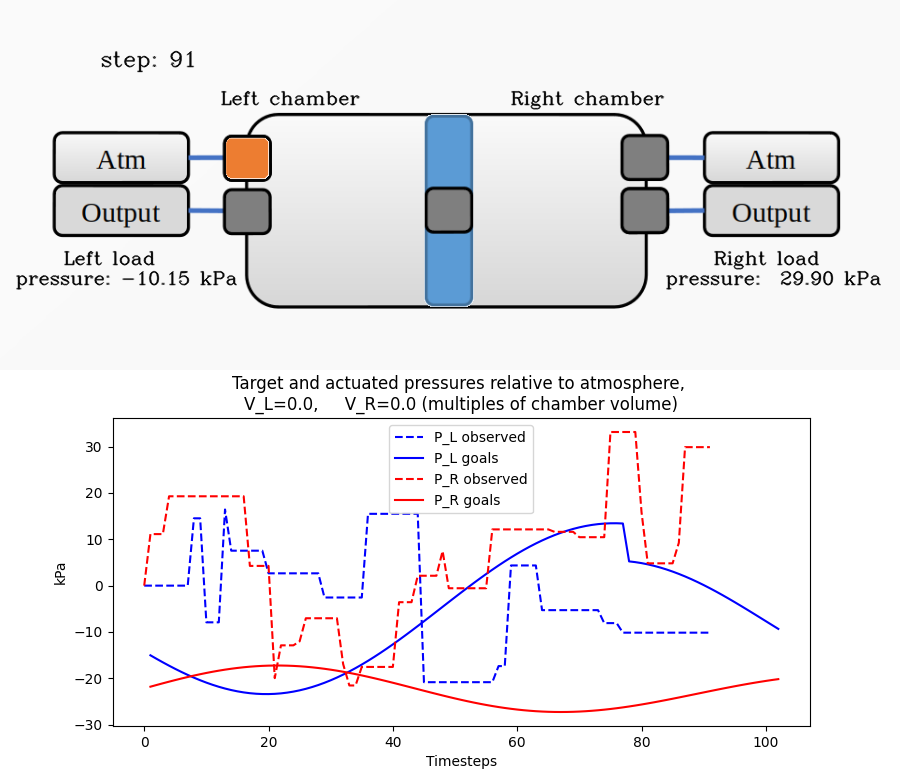 step: 91
Left chamber
Right chamber
Atm
Atm
Output
Output
Left load
pressure: −10.15 kPa
Right load
pressure: 29.90 kPa
Target and actuated pressures relative to atmosphere,
V_L=0.0, V_R=0.0 (multiples of chamber volume)
P_L observed
P_L goals
P_R observed
P_R goals
kPa
30
20
10
0
−10
−20
−30
0
20
40
60
80
100
Timesteps